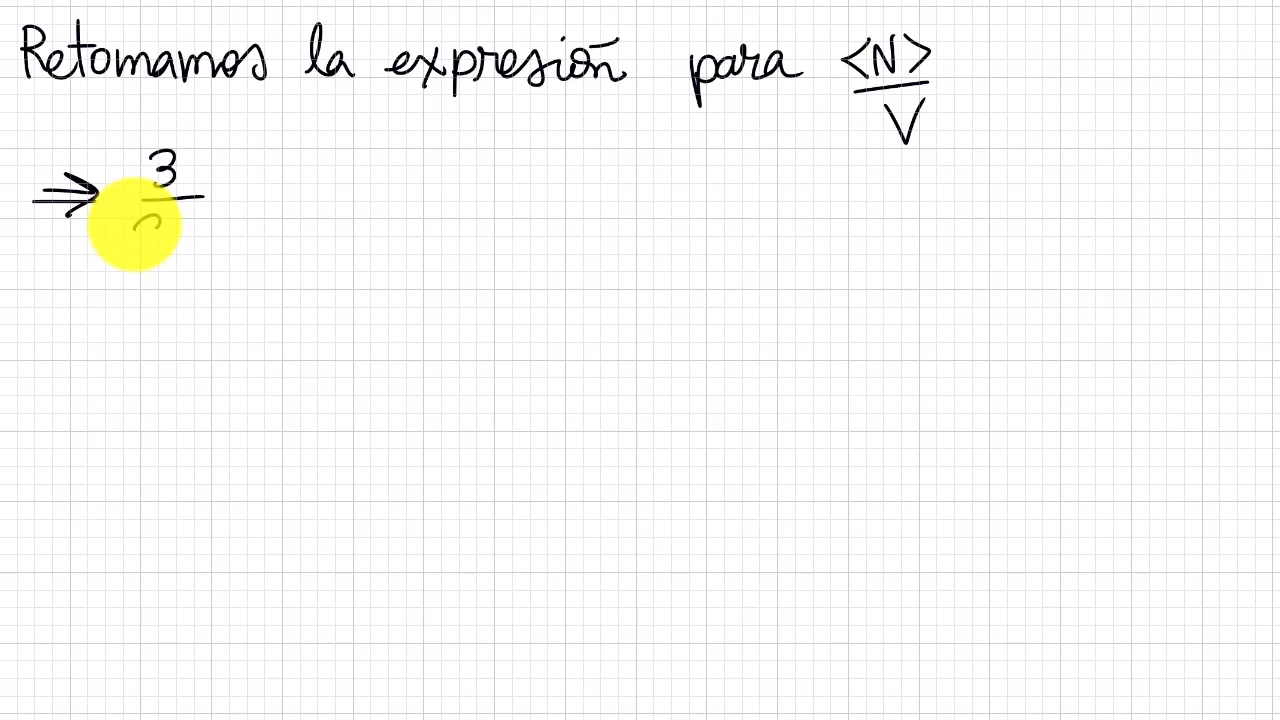 Retomamos la expresión para <N>/V
⇒ 3/